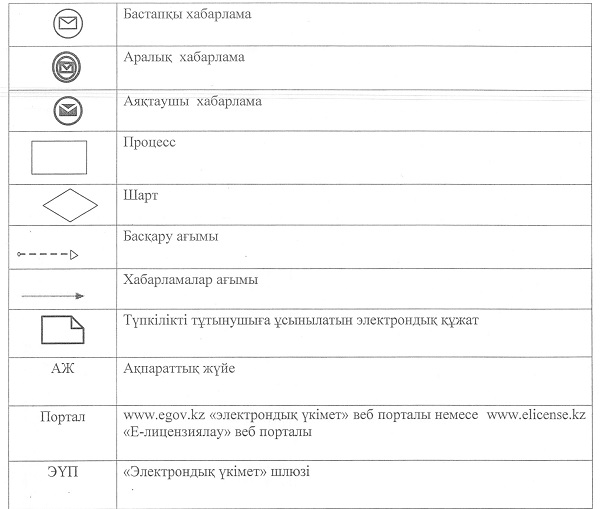 Бастапқы хабарлама
Аралық хабарлама
Аяқтаушы хабарлама
Процесс
Шарт
Басқару ағымы
Хабарламалар ағымы
Түпкілікті тұтынушыға ұсынылатын электрондық құжат
АЖ Ақпараттық жүйе
Портал www.egov.kz «электрондық үкімет» веб порталы немесе www.elicense.kz
«Е-лицензиялау» веб порталы
ЭҮП «Электрондық үкімет» шлюзі